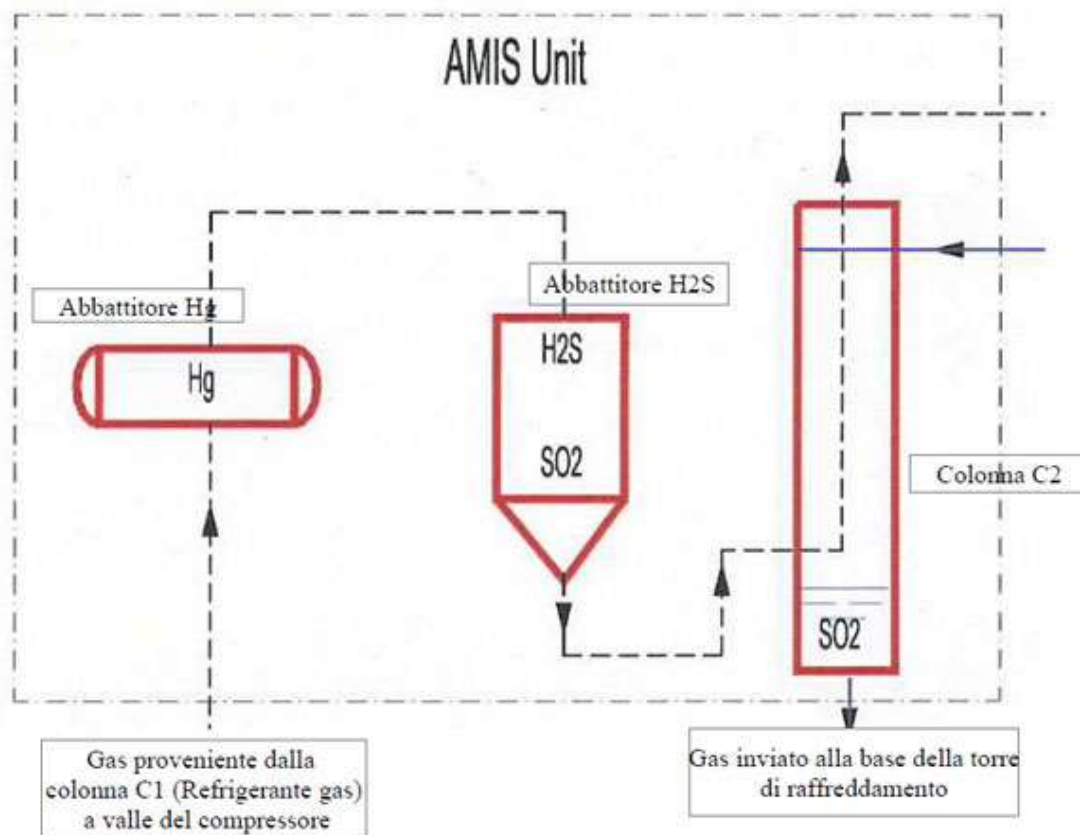 AMIS Unit
Abbattitore Hg
Abbattitore H2S
Hg
H2S
SO2
Colonna C2
SO2
Gas proveniente dalla
colonna C1 (Refrigerante gas)
a valle del compressore
Gas inviato alla base della torre
di raffreddamento